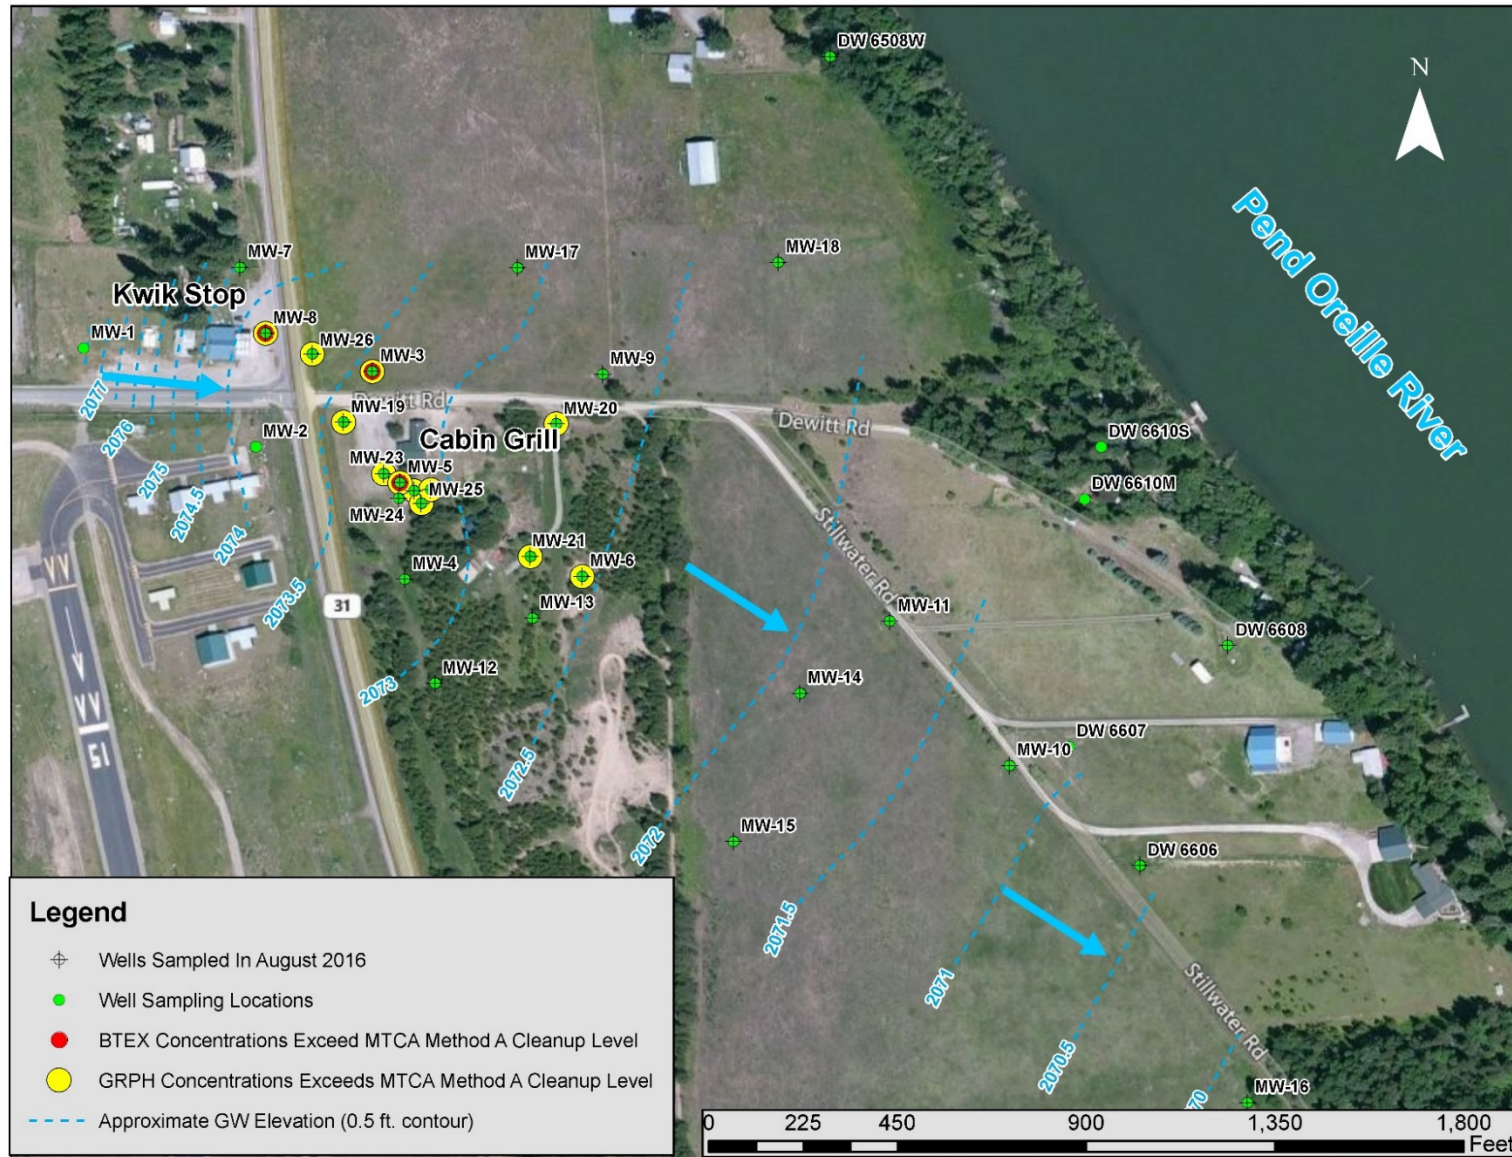 DW 6508W
N
Pend Oreille River
MW-7
MW-17
MW-18
Kwik Stop
MW-8
MW-1
MW-26
MW-3
MW-9
2077
Dewitt Rd
MW-19
MW-20
Dewitt Rd
2076
MW-2
Cabin Grill
DW 6610S
2075
MW-23
MW-5
MW-25
2074.5
MW-24
DW 6610M
2074
Stillwater Rd
MW-21
MW-4
MW-6
2073.5
31
MW-13
MW-11
DW 6608
MW-12
2073
MW-14
15
DW 6607
2072.5
MW-10
2072
MW-15
DW 6606
2071.5
2071
Stillwater Rd
2070.5
MW-16
70
Legend
Wells Sampled In August 2016
Well Sampling Locations
BTEX Concentrations Exceed MTCA Method A Cleanup Level
GRPH Concentrations Exceeds MTCA Method A Cleanup Level
Approximate GW Elevation (0.5 ft. contour)
0 225 450 900 1,350 1,800
Feet